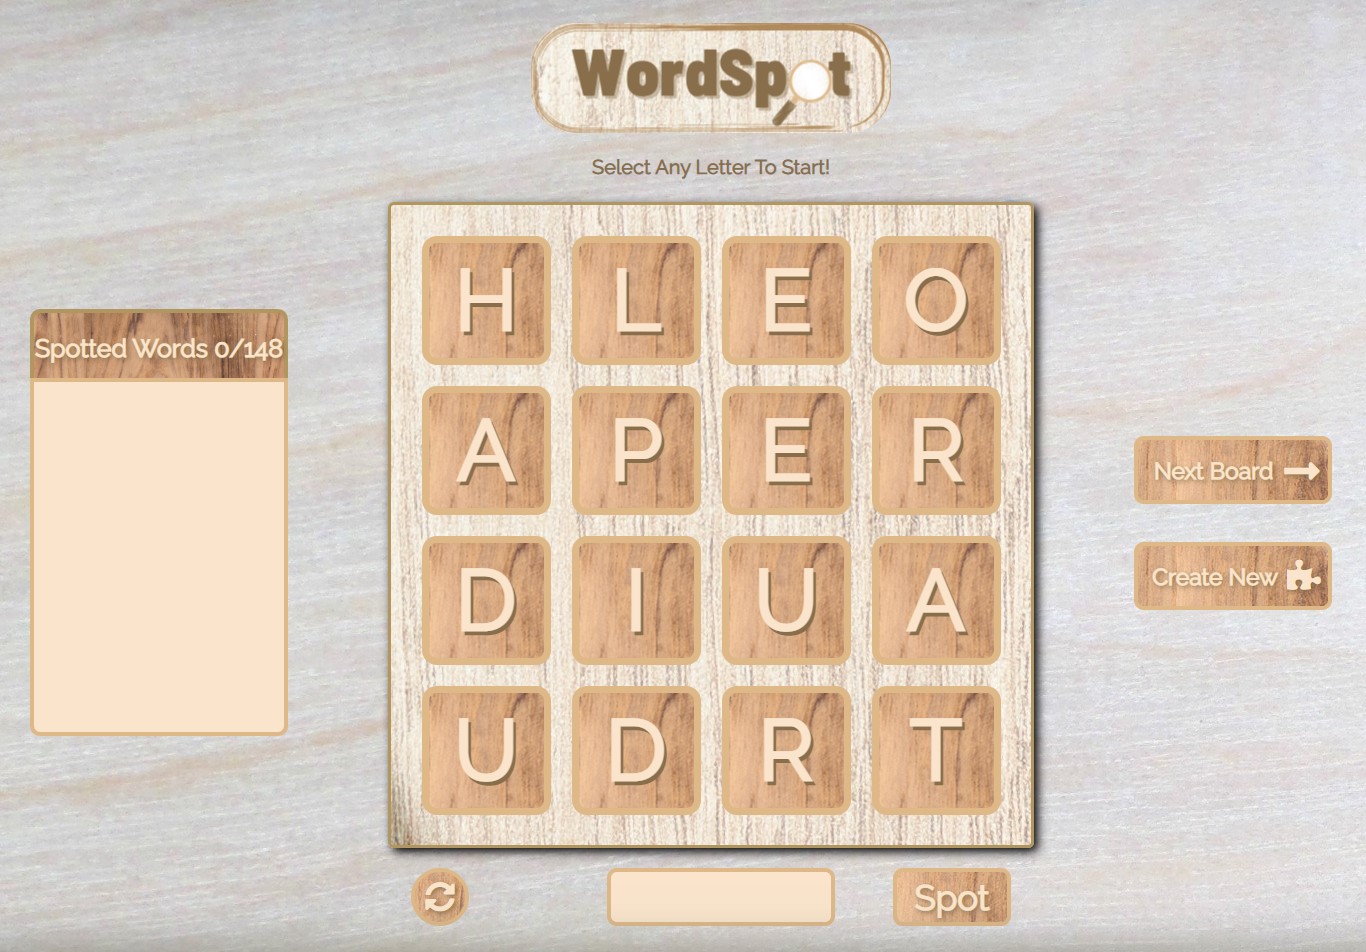 WordSpot
Select Any Letter To Start!
Spotted Words 0/148
H L E O
A P E R
D I U A
U D R T
Next Board
Create New
Spot